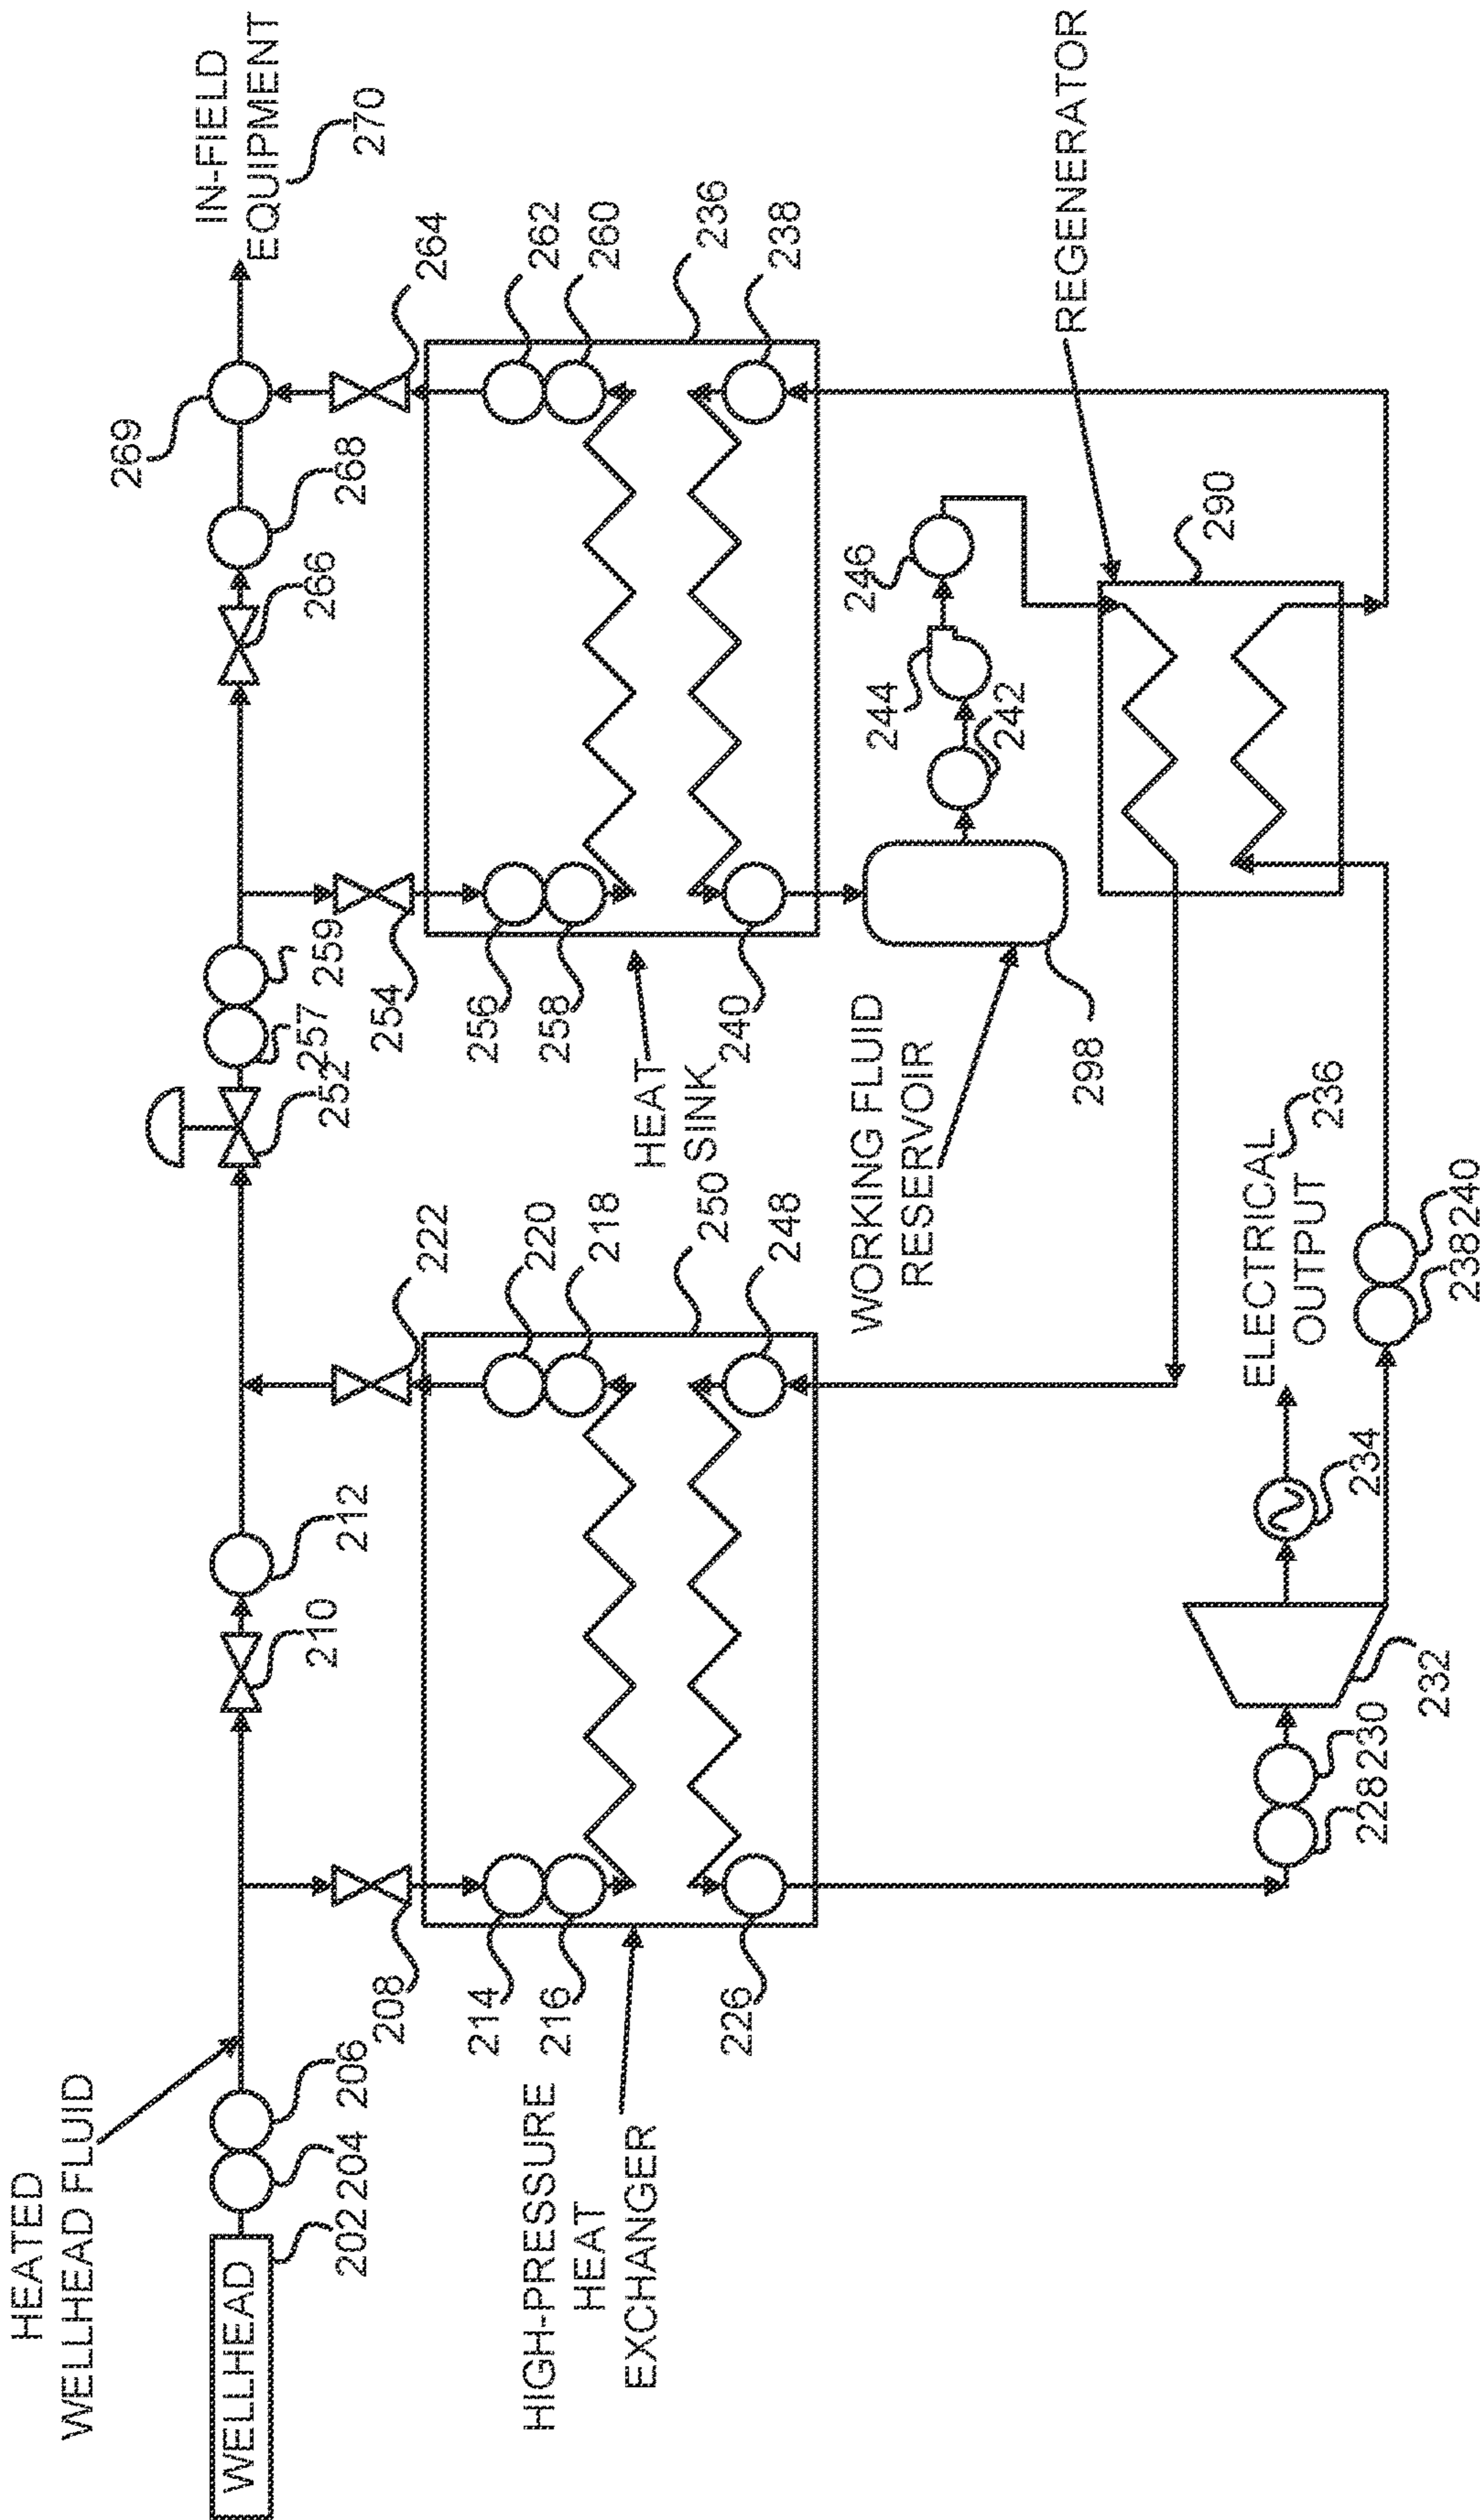 HEATED
WELLHEAD FLUID
WELLHEAD
202
204
206
208
210
212
HIGH-PRESSURE
HEAT
EXCHANGER
214
216
226
222
220
218
250
248
252
257
259
254
256
258
240
HEAT
SINK
266
268
269
IN-FIELD
EQUIPMENT
270
264
262
260
236
238
WORKING FLUID
RESERVOIR
298
242
244
246
REGENERATOR
290
228
230
232
234
ELECTRICAL
OUTPUT
236
238
240